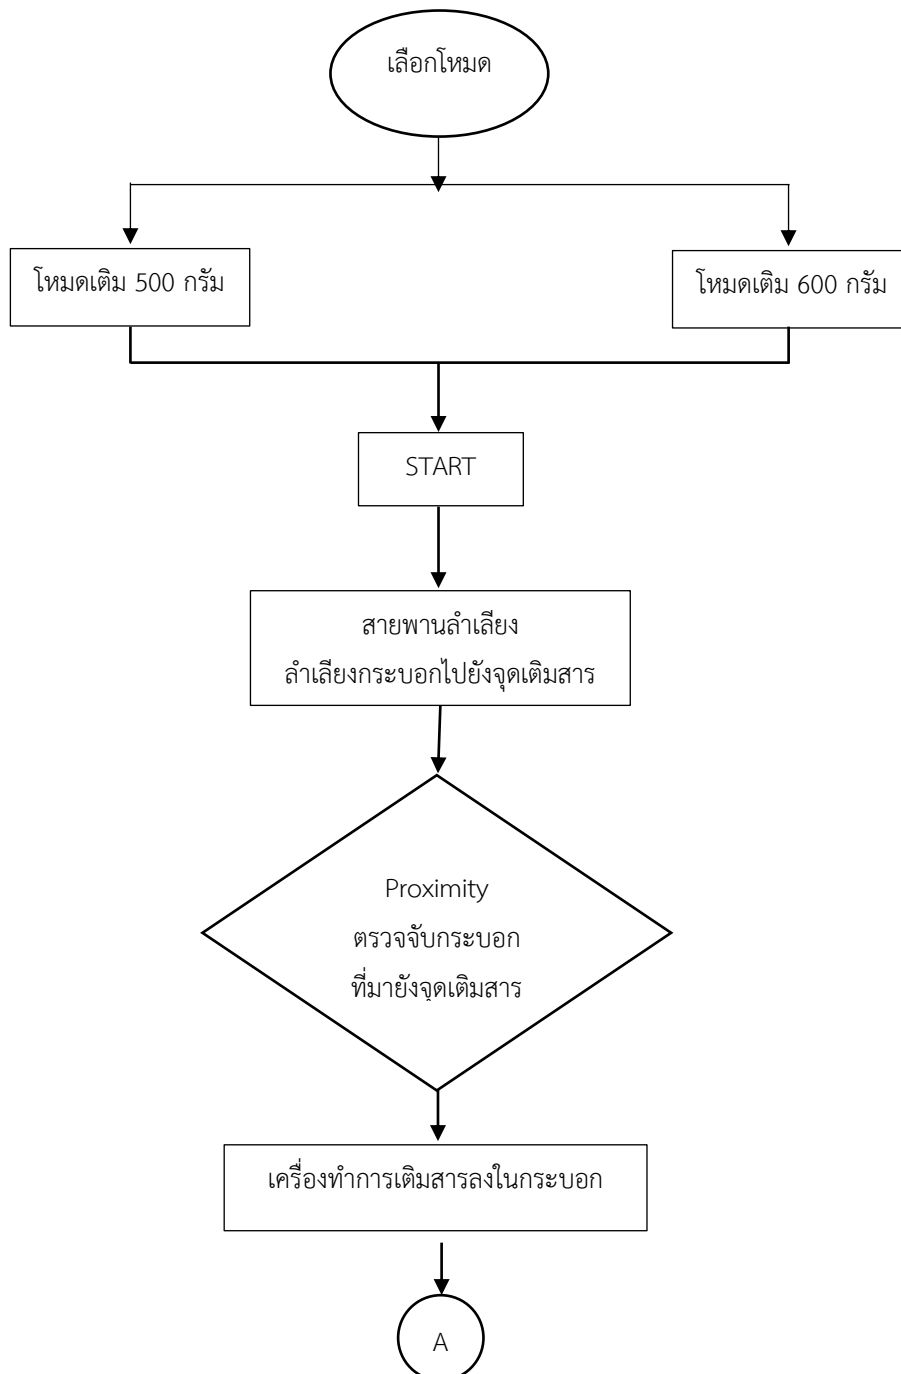 เลือกโหมด
โหมดเติม 500 กรัม
โหมดเติม 600 กรัม
START
สายพานลำเลียง
ลำเลียงกระบอกไปยังจุดเติมสาร
Proximity
ตรวจจับกระบอก
ที่มายังจุดเติมสาร
เครื่องทำการเติมสารลงในกระบอก
A